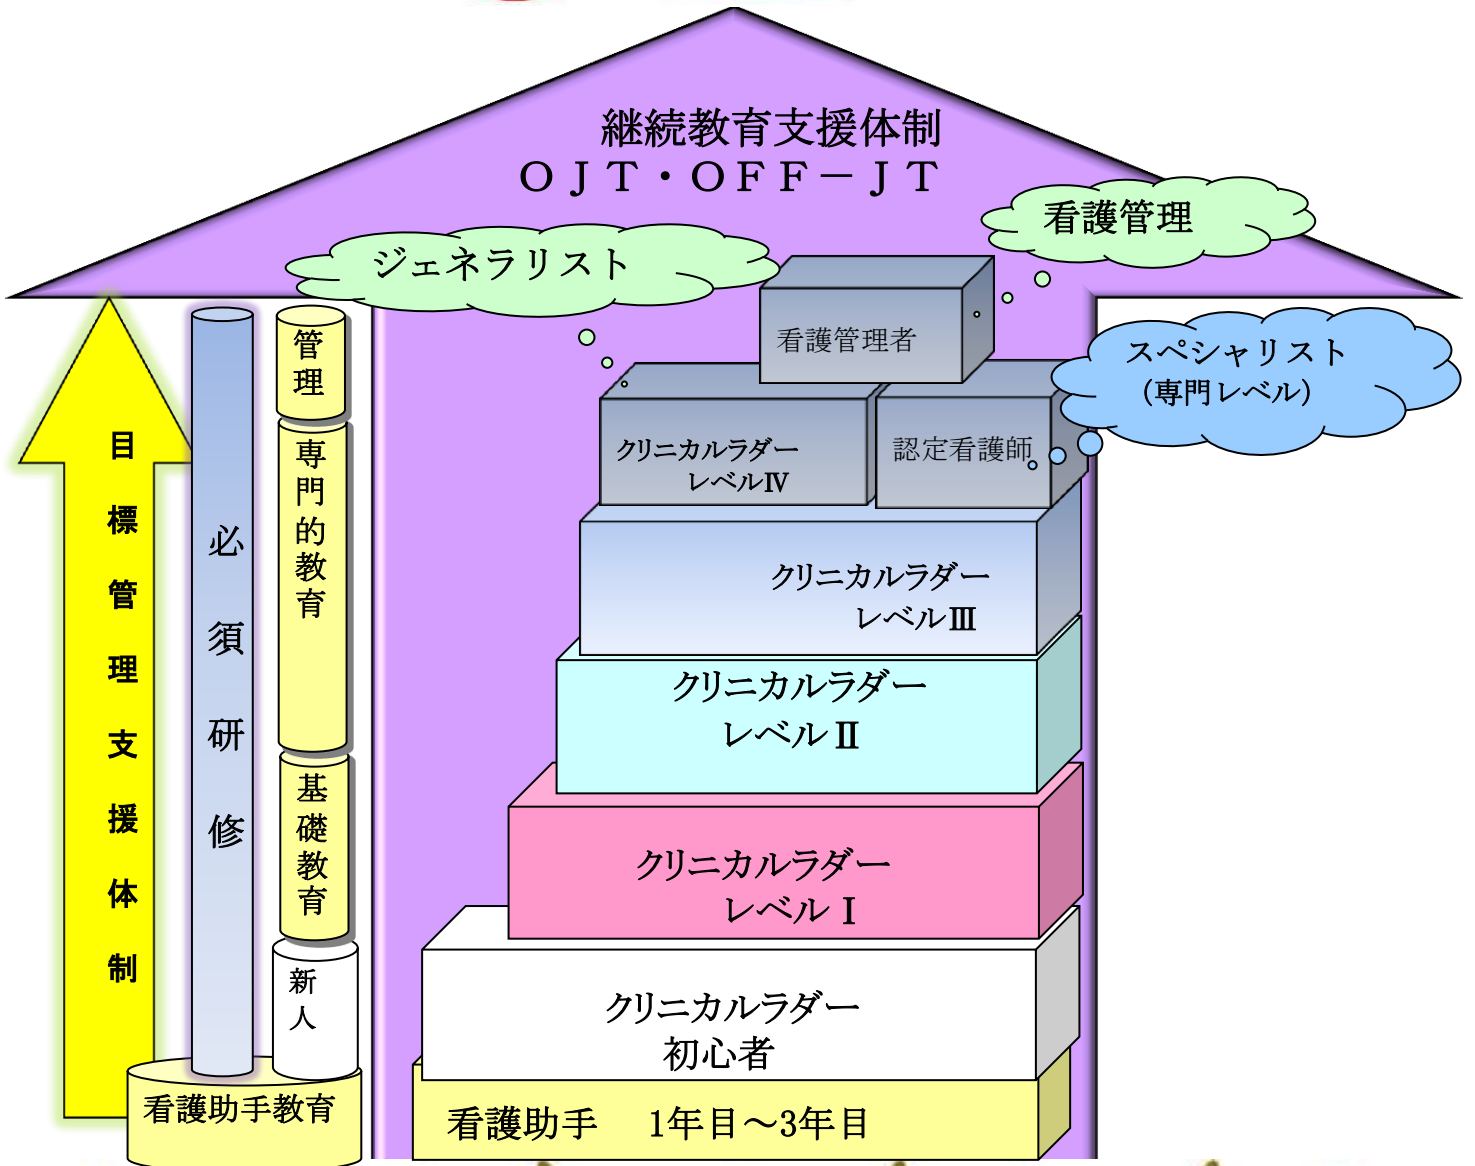 継続教育支援体制
ＯＪＴ・ＯＦＦ－ＪＴ
看護管理
ジェネラリスト
スペシャリスト
(専門レベル)
看護管理者
クリニカルラダー
レベルⅣ
認定看護師
クリニカルラダー
レベルⅢ
クリニカルラダー
レベルⅡ
クリニカルラダー
レベルⅠ
クリニカルラダー
初心者
看護助手　1年目～3年目
目標管理支援体制
必須研修
管理
専門的教育
基礎教育
新人
看護助手教育